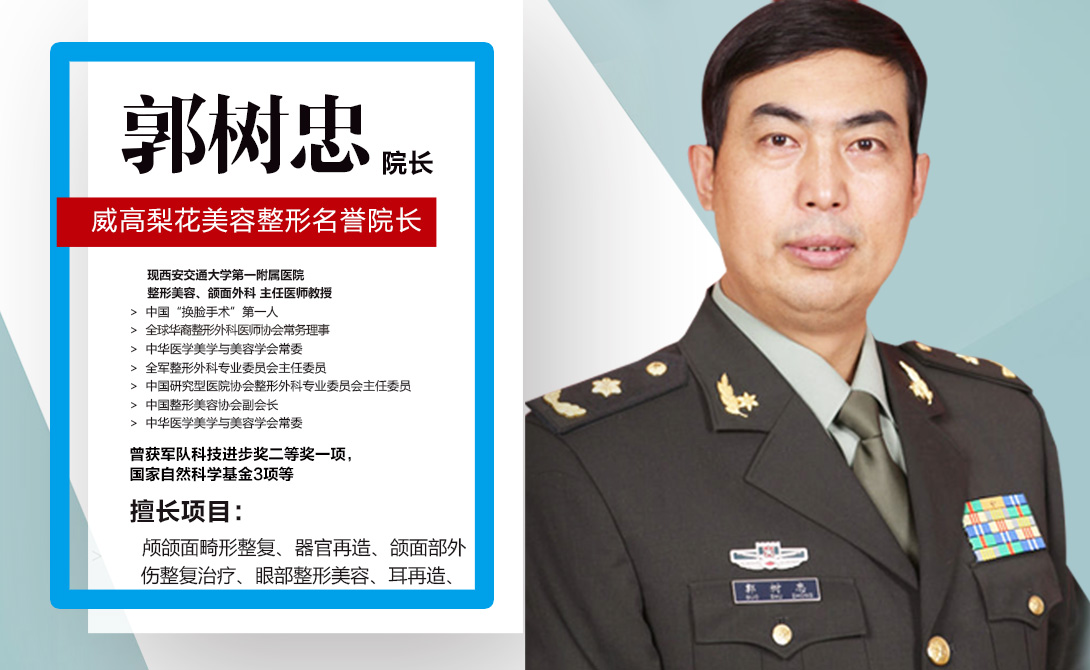 郭树忠 院长
威高梨花美容整形名誉院长
现西安交通大学第一附属医院
整形美容、颌面外科 主任医师教授
> 中国“换脸手术”第一人
> 全球华裔整形外科医师协会常务理事
> 中华医学美学与美容学会常委
> 全军整形外科专业委员会主任委员
> 中国研究型医院协会整形外科专业委员会主任委员
> 中国整形美容协会副会长
> 中华医学美学与美容学会常委
曾获军队科技进步奖二等奖一项，
国家自然科学基金3项等
擅长项目：
颅颌面畸形整复、器官再造、颌面部外
伤整复治疗、眼部整形美容、耳再造、
郭树忠
GUO SHU ZHONG